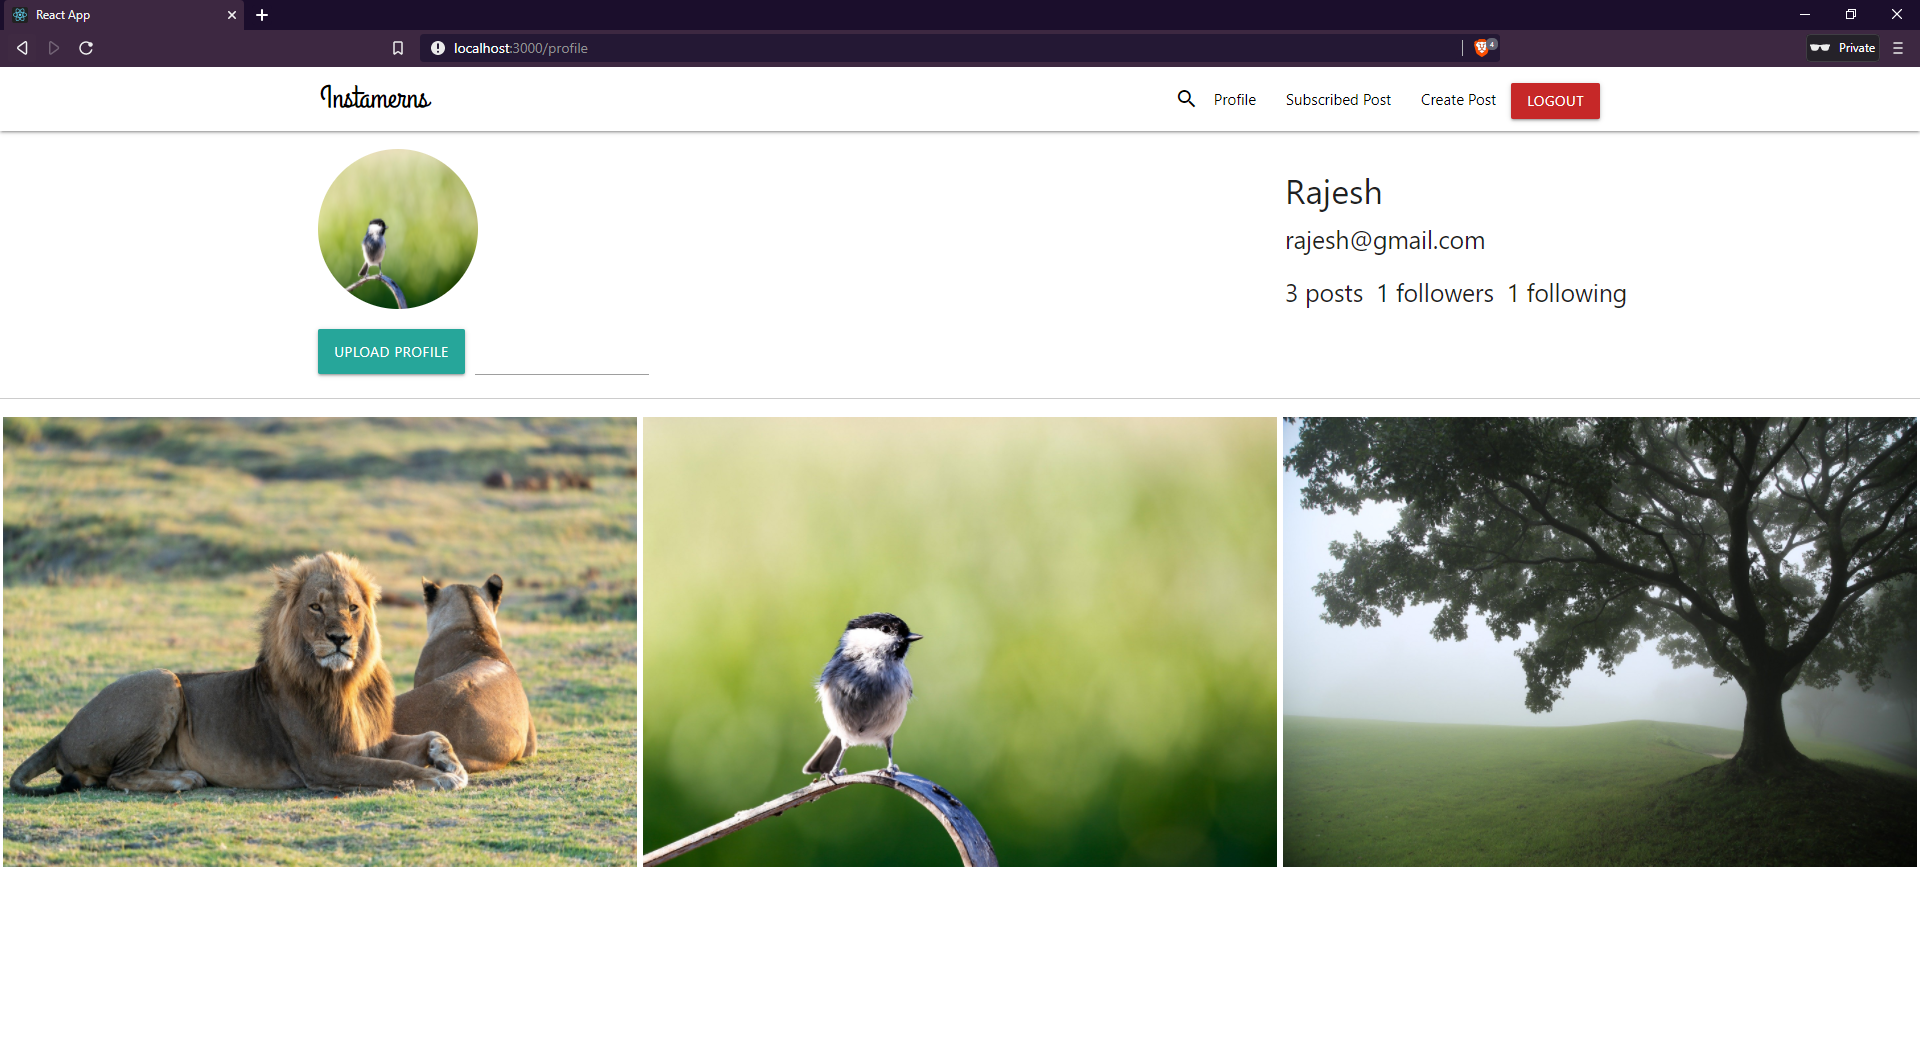 React App
localhost:3000/profile
4
Private
Instamerns
Profile
Subscribed Post
Create Post
LOGOUT
Rajesh
rajesh@gmail.com
3 posts 1 followers 1 following
UPLOAD PROFILE